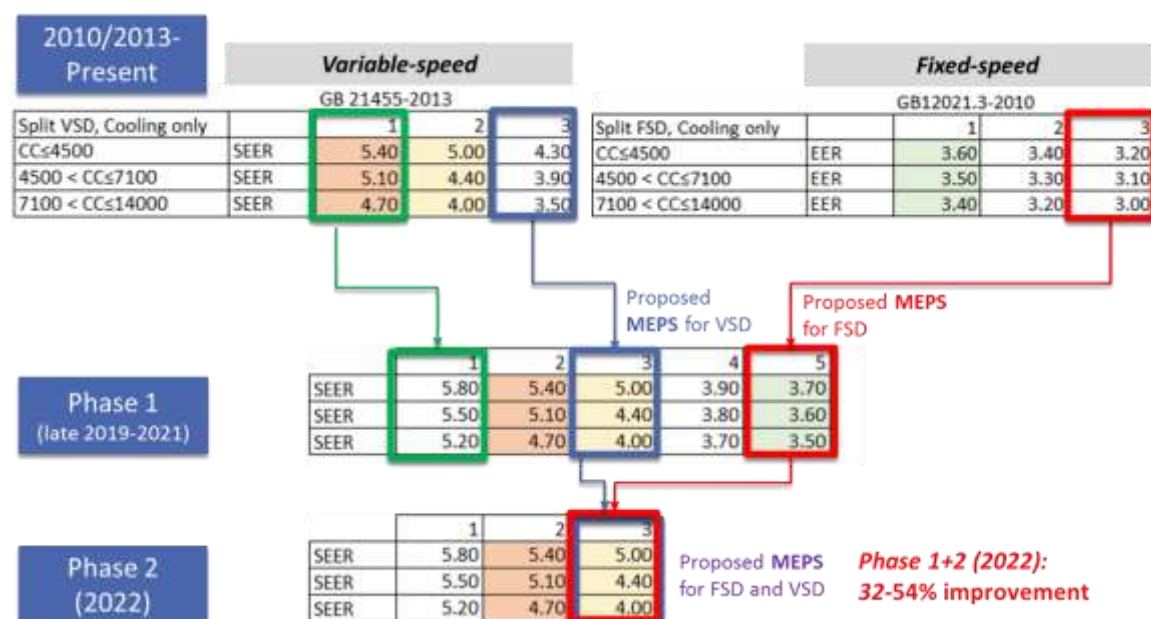 2010/2013-
Present
Variable-speed
Fixed-speed
GB 21455-2013
GB12021.3-2010
Split VSD, Cooling only 1 2 3
CC≤4500 SEER 5.40 5.00 4.30
4500 < CC≤7100 SEER 5.10 4.40 3.90
7100 < CC≤14000 SEER 4.70 4.00 3.50
Split FSD, Cooling only 1 2 3
CC≤4500 EER 3.60 3.40 3.20
4500 < CC≤7100 EER 3.50 3.30 3.10
7100 < CC≤14000 EER 3.40 3.20 3.00
Proposed
MEPS for VSD
Proposed MEPS
for FSD
Phase 1
(late 2019-2021)
1 2 3 4 5
SEER 5.80 5.40 5.00 3.90 3.70
SEER 5.50 5.10 4.40 3.80 3.60
SEER 5.20 4.70 4.00 3.70 3.50
Phase 2
(2022)
1 2 3
SEER 5.80 5.40 5.00
SEER 5.50 5.10 4.40
SEER 5.20 4.70 4.00
Proposed MEPS
for FSD and VSD
Phase 1+2 (2022):
32-54% improvement